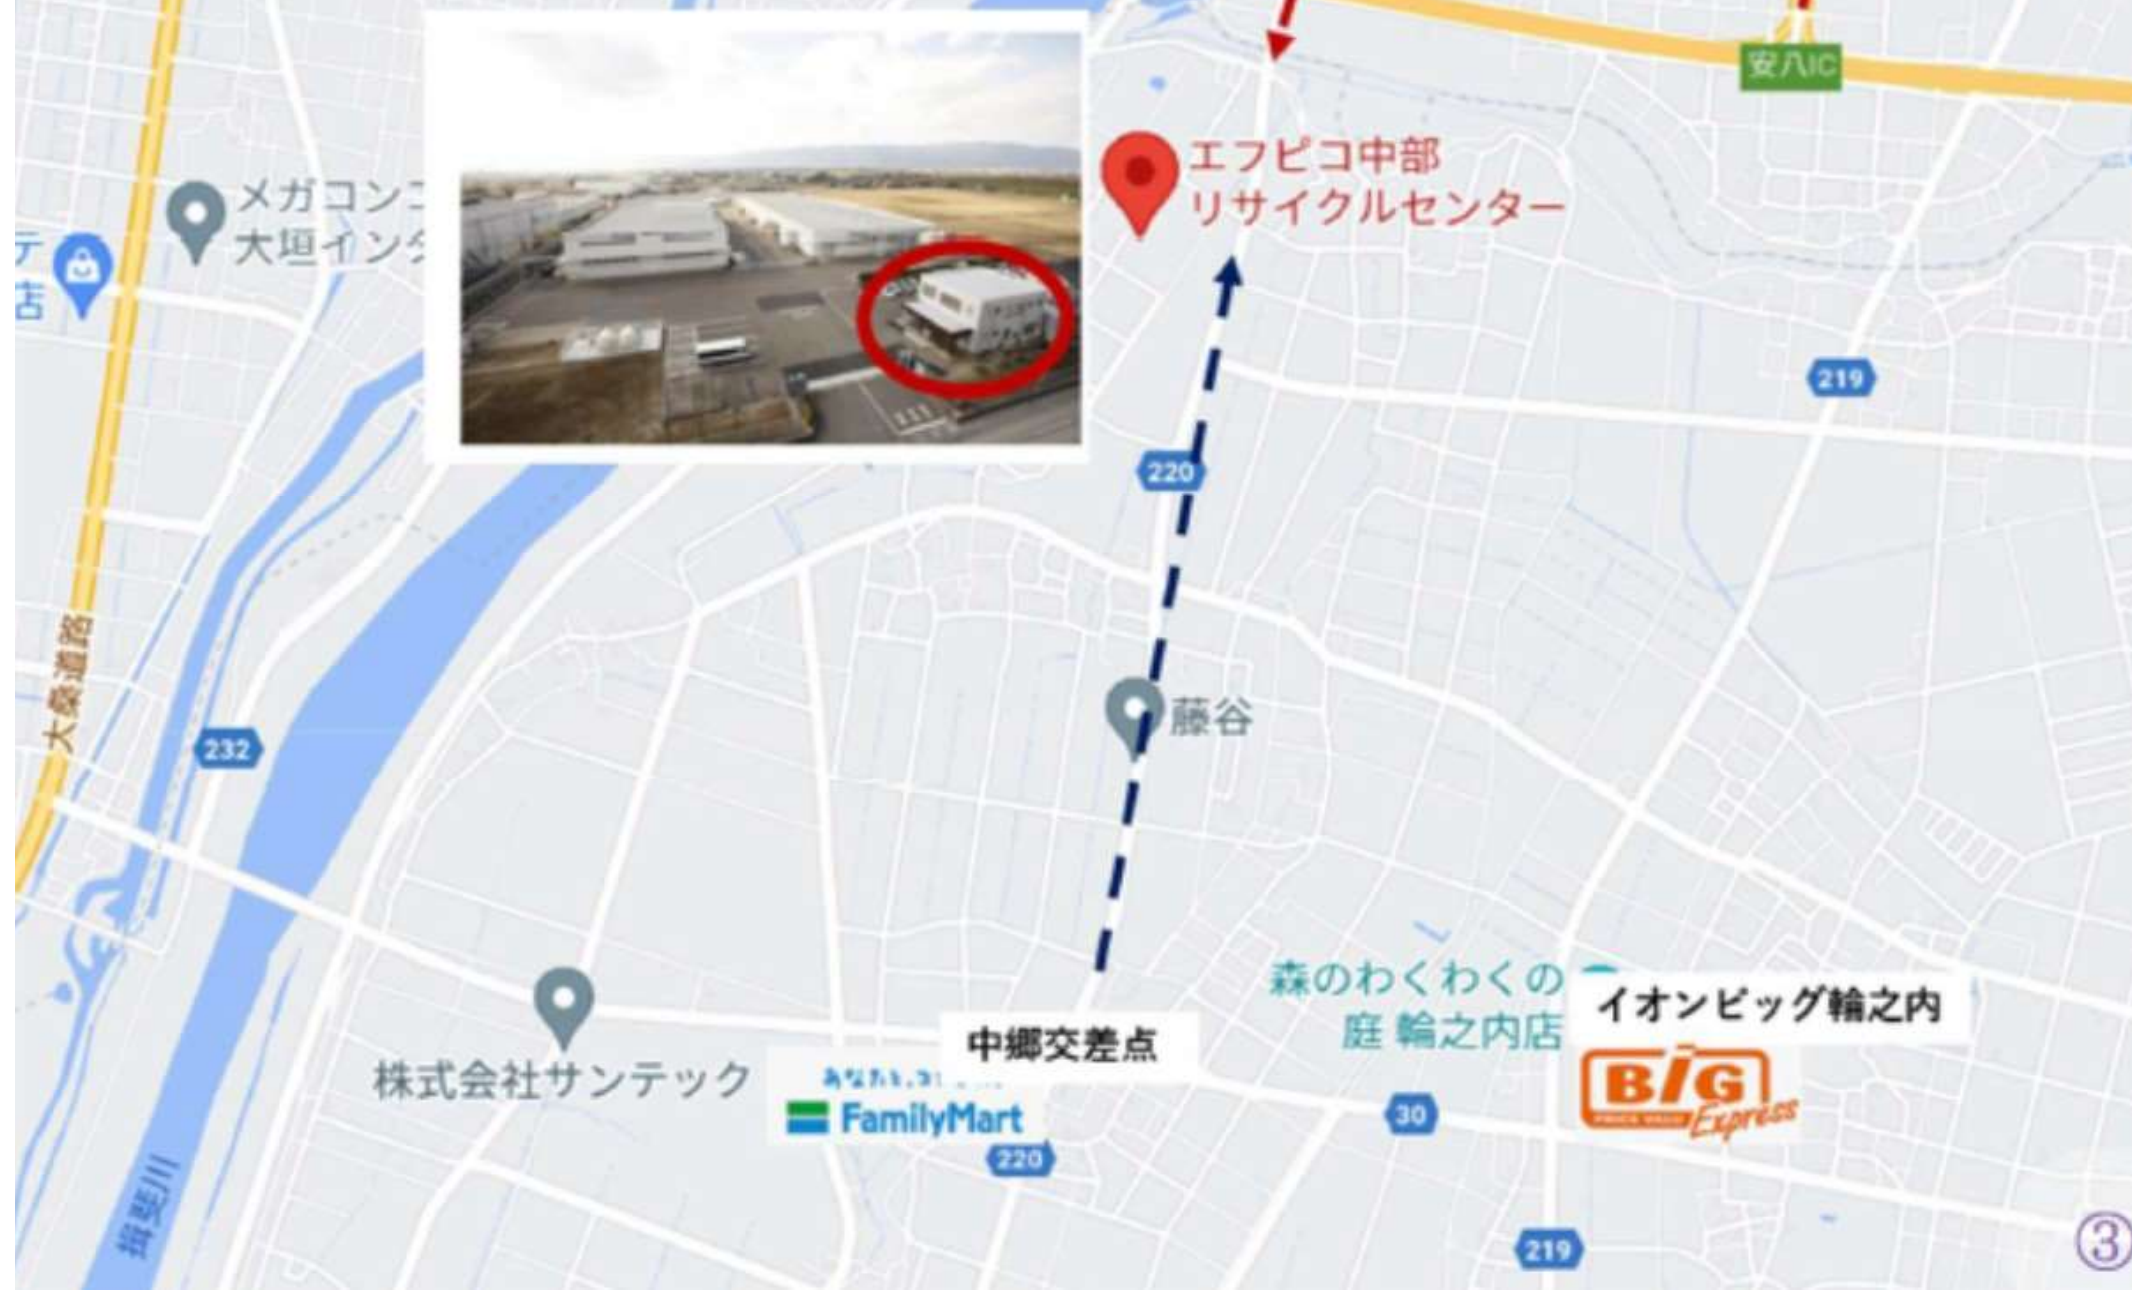 安八IC
エフピコ中部
リサイクルセンター
メガコンコ
大垣インタ
テ
店
219
220
大桑道路
藤谷
232
森のわくわくの
庭 輪之内店
イオンビッグ輪之内
中郷交差点
株式会社サンテック
FamilyMart
BIG
Express
30
220
揖斐川
219
③